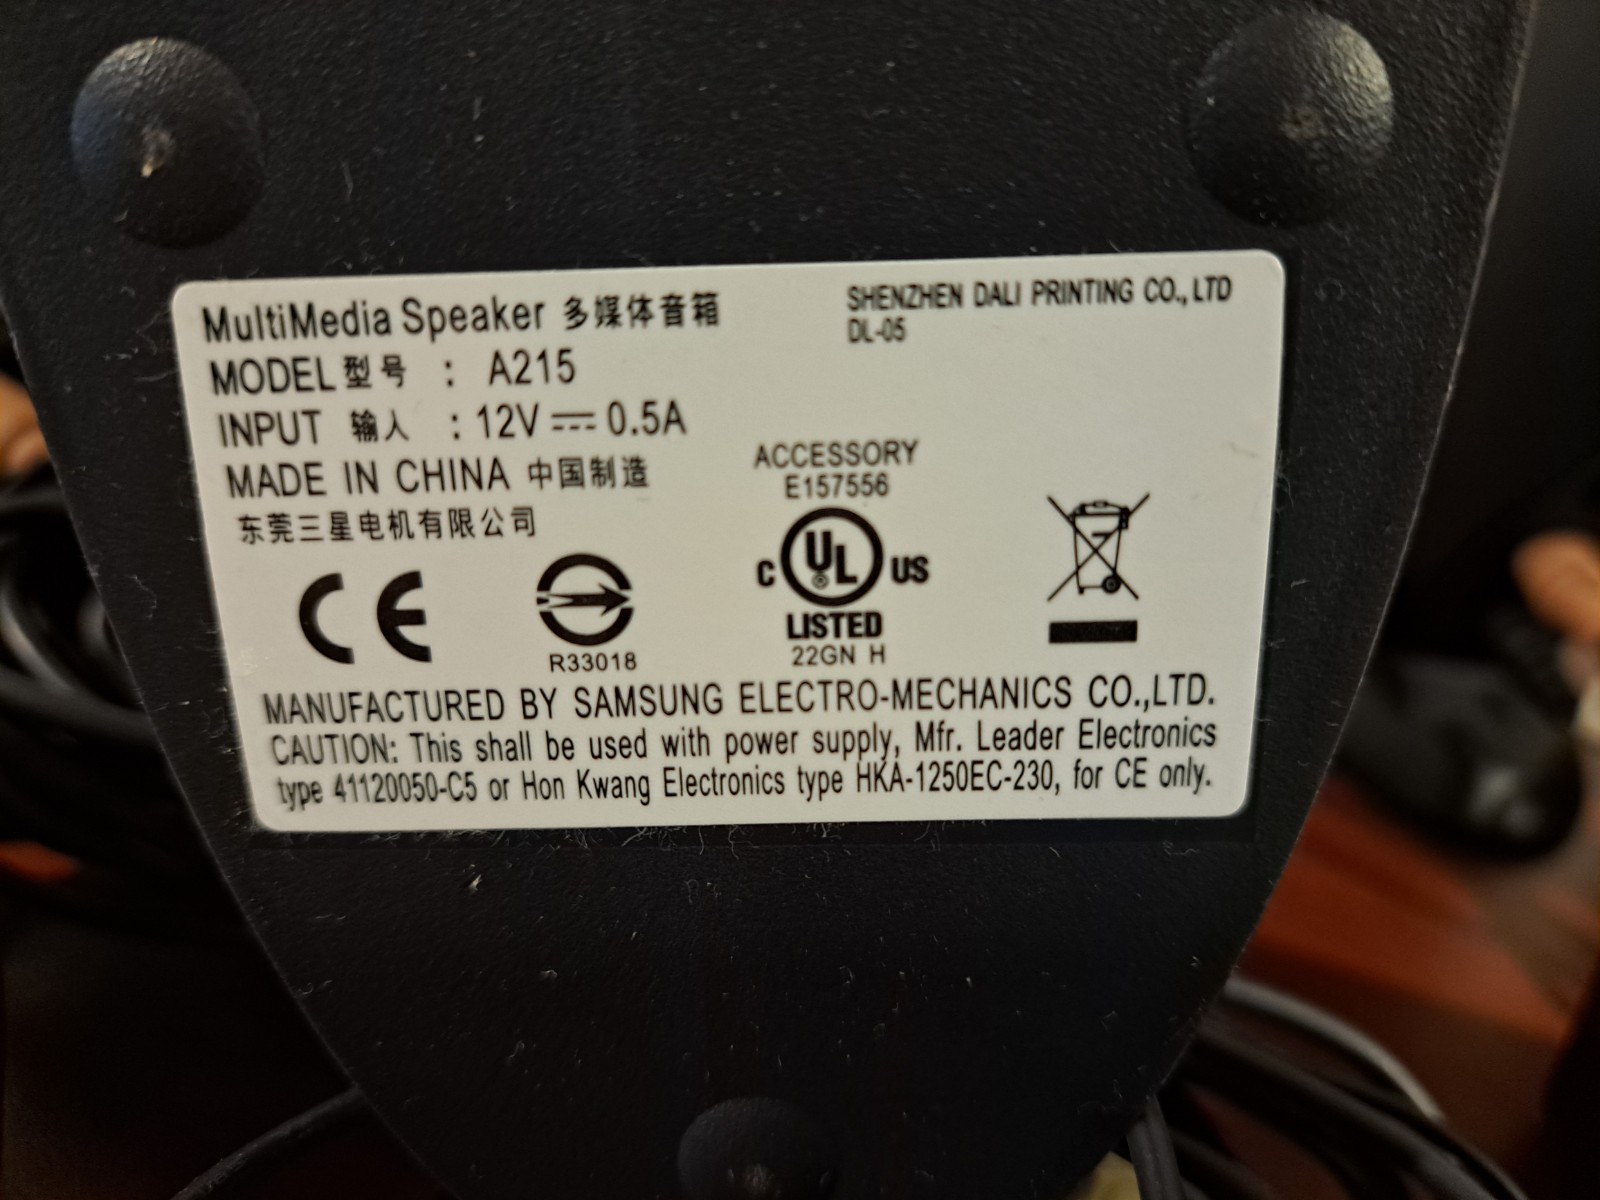 MultiMedia Speaker 多媒体音箱
SHENZHEN DALI PRINTING CO., LTD
DL-05
MODEL 型号 : A215
INPUT 输入 : 12V ⎓ 0.5A
MADE IN CHINA 中国制造
东莞三星电机有限公司
ACCESSORY
E157556
CE
R33018
C UL ® US
LISTED
22GN H
MANUFACTURED BY SAMSUNG ELECTRO-MECHANICS CO.,LTD.
CAUTION: This shall be used with power supply, Mfr. Leader Electronics
type 41120050-C5 or Hon Kwang Electronics type HKA-1250EC-230, for CE only.